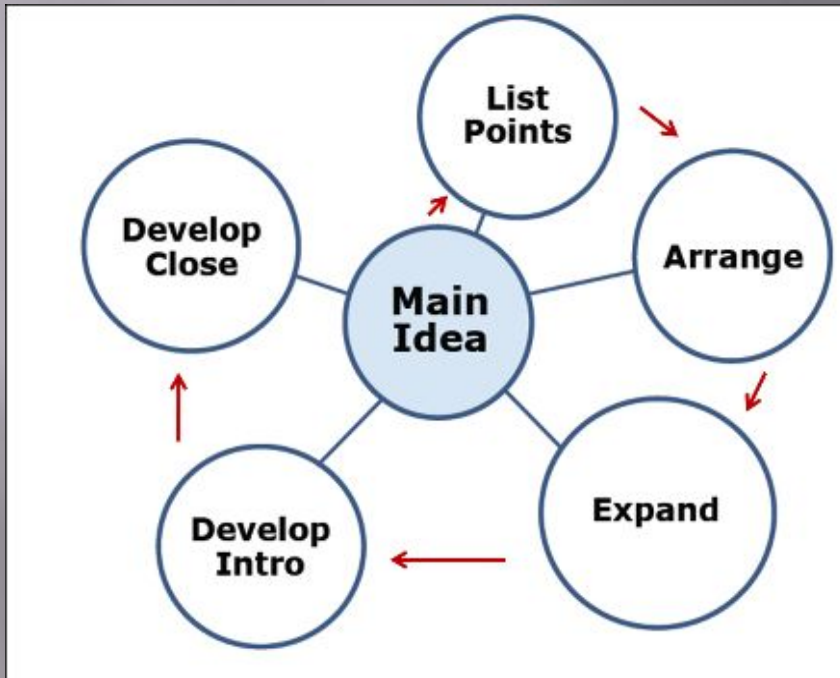 Main
Idea
List
Points
Arrange
Expand
Develop
Intro
Develop
Close